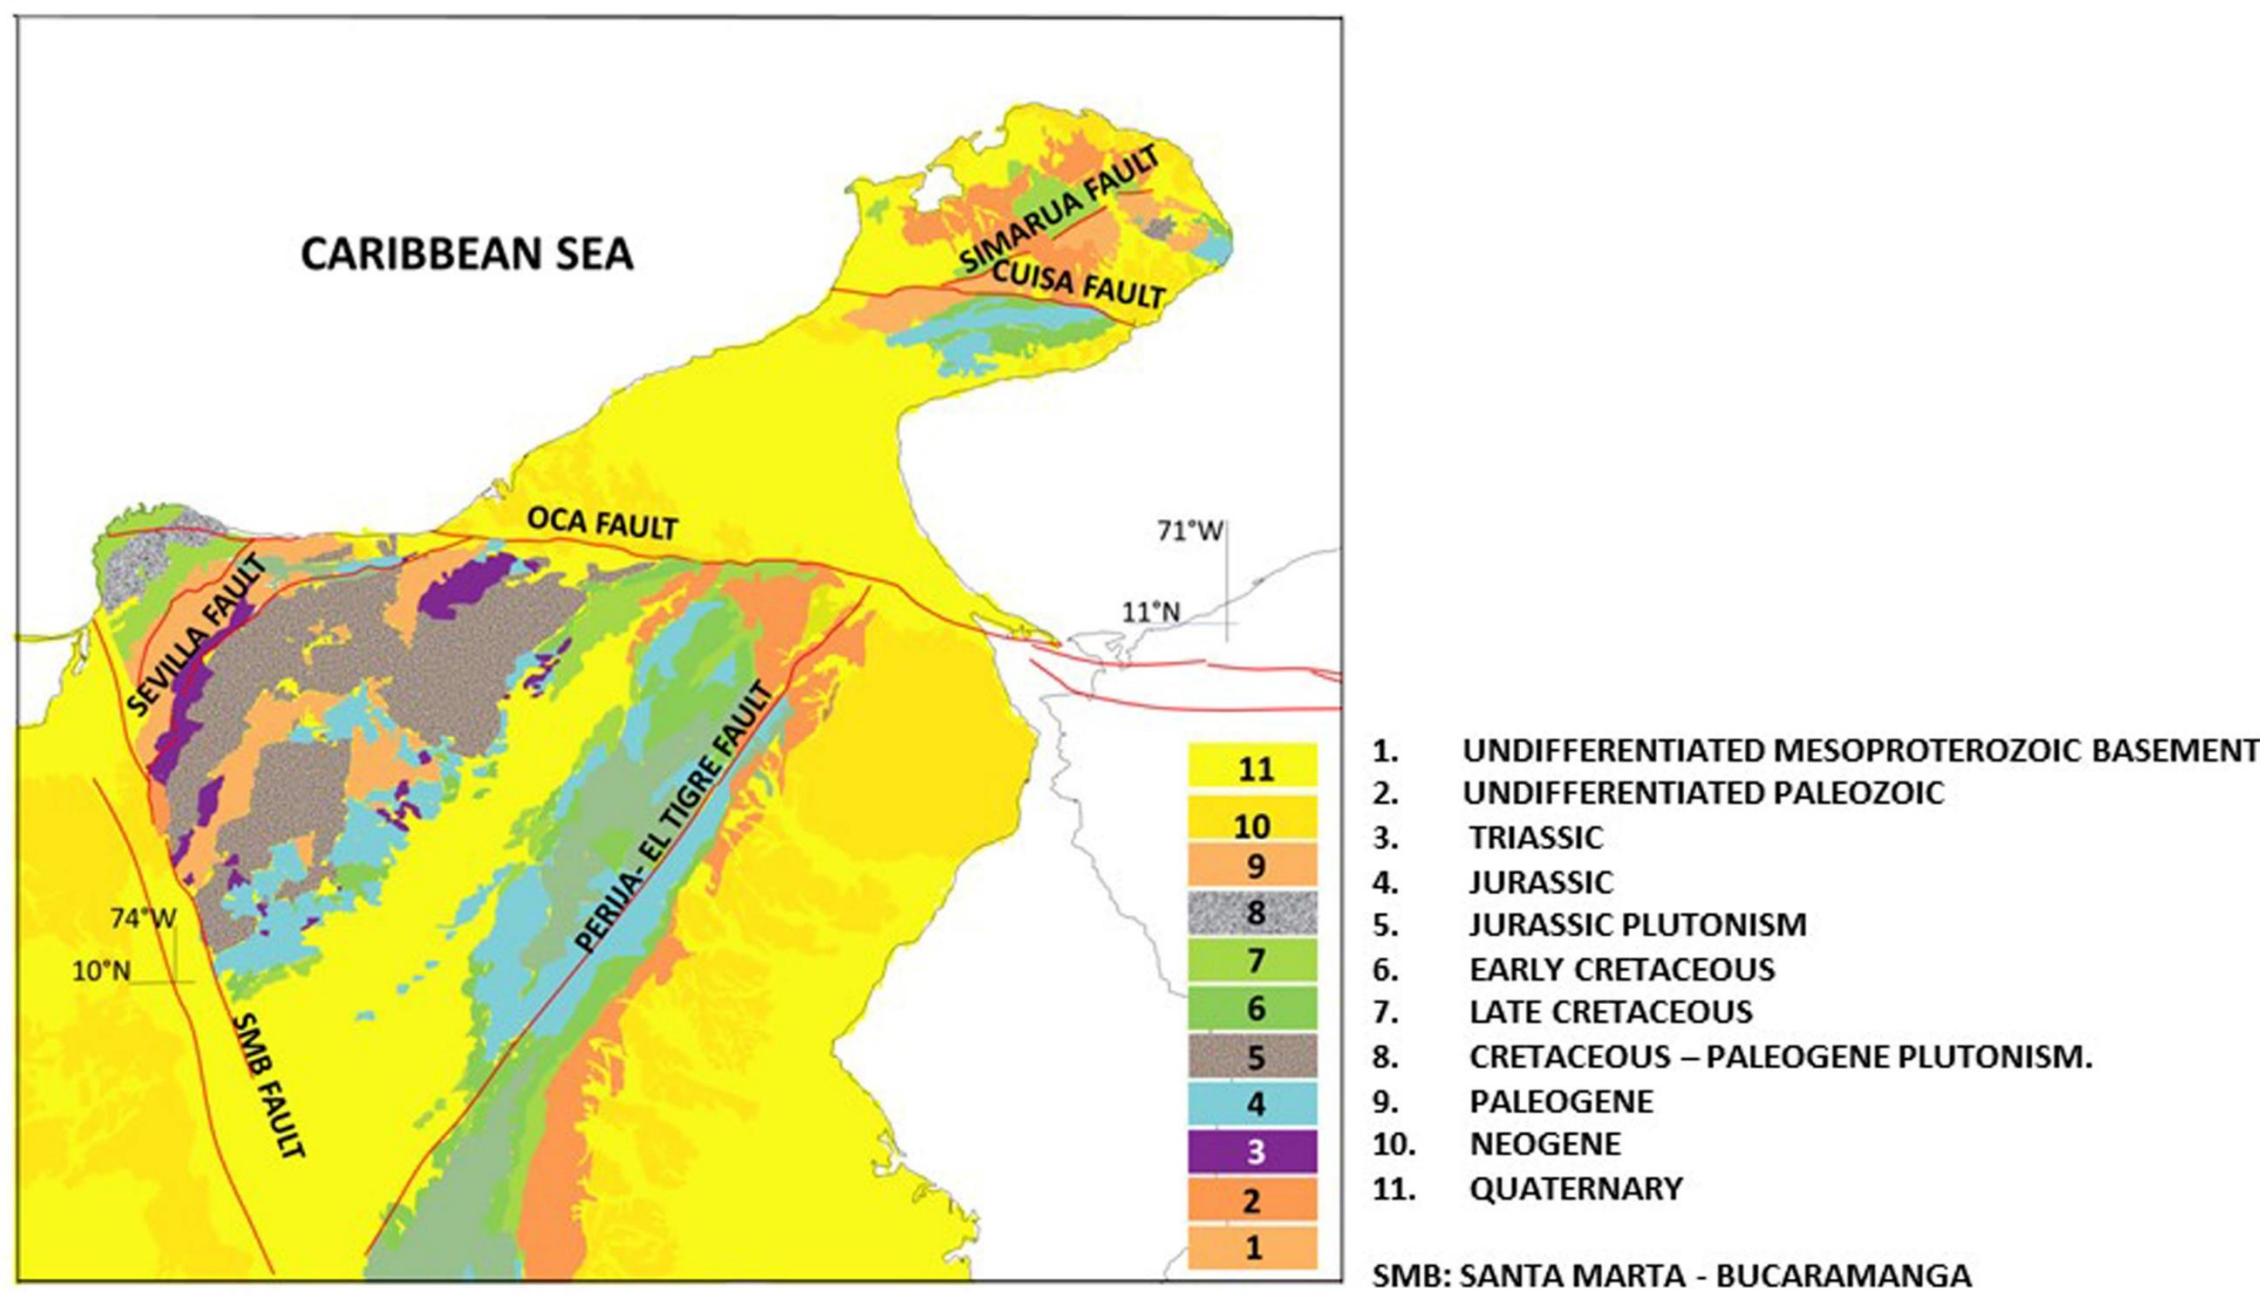 CARIBBEAN SEA
SIMARUA FAULT
CUISA FAULT
OCA FAULT
71°W
11°N
SEVILLA FAULT
PERIJA- EL TIGRE FAULT
74°W
10°N
SMB FAULT
11
10
9
8
7
6
5
4
3
2
1
1. UNDIFFERENTIATED MESOPROTEROZOIC BASEMENT
2. UNDIFFERENTIATED PALEOZOIC
3. TRIASSIC
4. JURASSIC
5. JURASSIC PLUTONISM
6. EARLY CRETACEOUS
7. LATE CRETACEOUS
8. CRETACEOUS – PALEOGENE PLUTONISM.
9. PALEOGENE
10. NEOGENE
11. QUATERNARY
SMB: SANTA MARTA - BUCARAMANGA